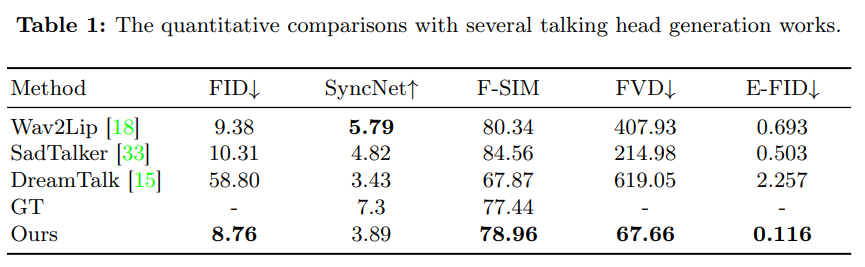 Table 1: The quantitative comparisons with several talking head generation works.
Method FID↓ SyncNet↑ F-SIM FVD↓ E-FID↓
Wav2Lip [18] 9.38 5.79 80.34 407.93 0.693
SadTalker [33] 10.31 4.82 84.56 214.98 0.503
DreamTalk [15] 58.80 3.43 67.87 619.05 2.257
GT - 7.3 77.44 - -
Ours 8.76 3.89 78.96 67.66 0.116